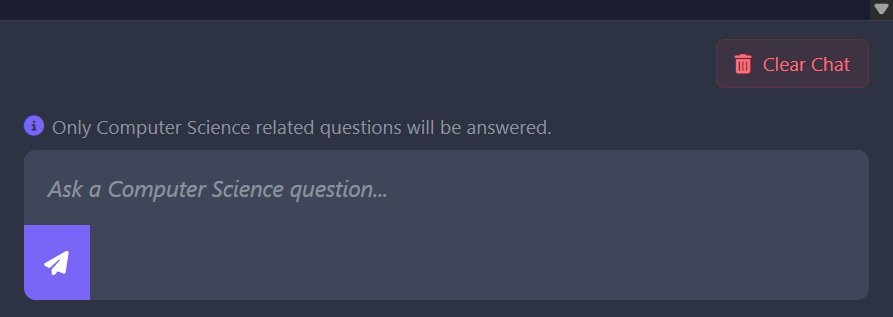 Clear Chat
Only Computer Science related questions will be answered.
Ask a Computer Science question...